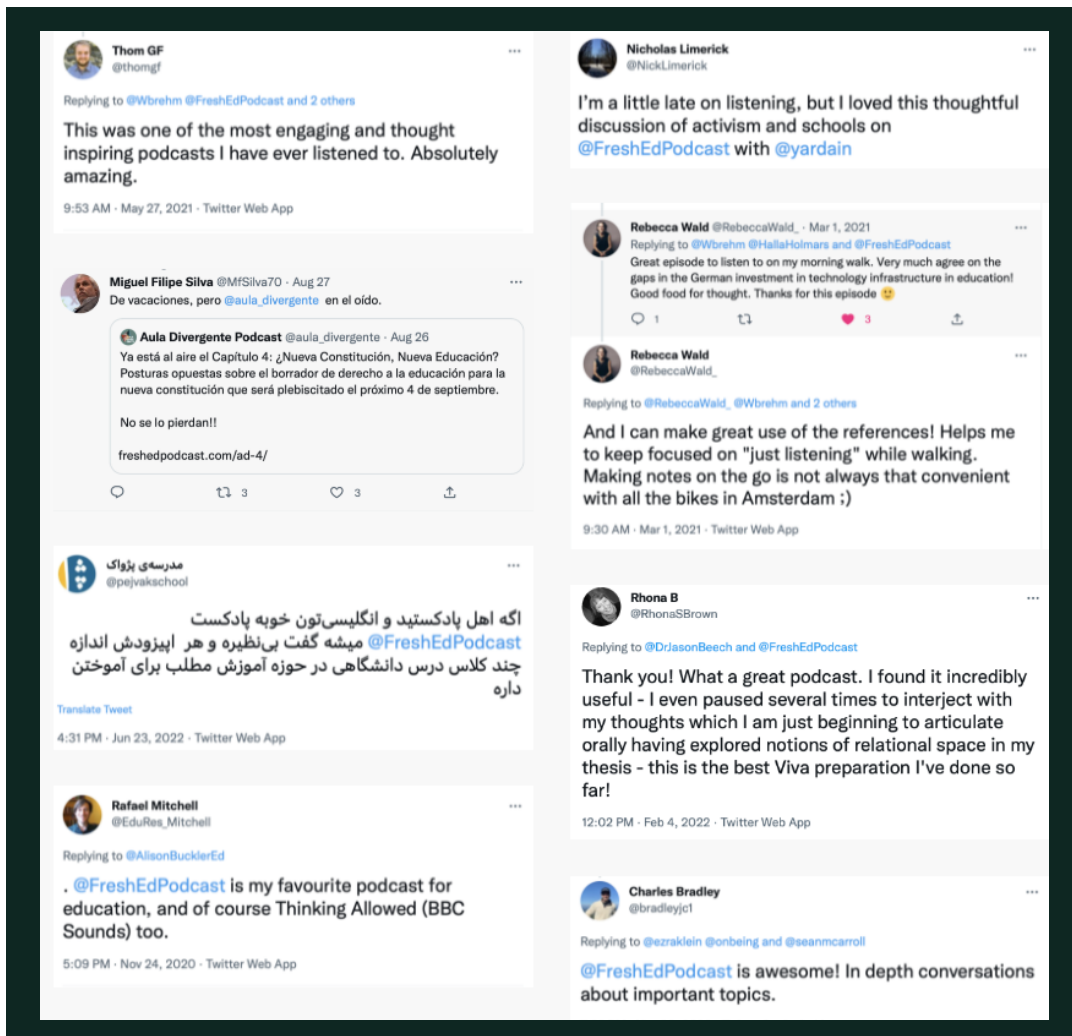 Thom GF
@thomgf
Replying to @Wbrehm @FreshEdPodcast and 2 others
This was one of the most engaging and thought
inspiring podcasts I have ever listened to. Absolutely
amazing.
9:53 AM · May 27, 2021 · Twitter Web App
Miguel Filipe Silva @MfSilva70 · Aug 27
De vacaciones, pero @aula_divergente en el oído.
Aula Divergente Podcast @aula_divergente · Aug 26
Ya está al aire el Capítulo 4: ¿Nueva Constitución, Nueva Educación?
Posturas opuestas sobre el borrador de derecho a la educación para la
nueva constitución que será plebiscitado el próximo 4 de septiembre.
No se lo pierdan!!
freshedpodcast.com/ad-4/
3 3
مدرسه‌ی پژواک
@pejvakschool
اگه اهل پادکستید و انگلیسی‌تون خوبه پادکست
@FreshEdPodcast میشه گفت بی‌نظیره و هر اپیزودش اندازه
چند کلاس درس دانشگاهی در حوزه آموزش مطلب برای آموختن
داره
Translate Tweet
4:31 PM · Jun 23, 2022 · Twitter Web App
Rafael Mitchell
@EduRes_Mitchell
Replying to @AlisonBucklerEd
. @FreshEdPodcast is my favourite podcast for
education, and of course Thinking Allowed (BBC
Sounds) too.
5:09 PM · Nov 24, 2020 · Twitter Web App
Nicholas Limerick
@NickLimerick
I'm a little late on listening, but I loved this thoughtful
discussion of activism and schools on
@FreshEdPodcast with @yardain
Rebecca Wald @RebeccaWald_ · Mar 1, 2021
Replying to @Wbrehm @HallaHolmars and @FreshEdPodcast
Great episode to listen to on my morning walk. Very much agree on the
gaps in the German investment in technology infrastructure in education!
Good food for thought. Thanks for this episode 🙂
1 3
Rebecca Wald
@RebeccaWald_
Replying to @RebeccaWald_ @Wbrehm and 2 others
And I can make great use of the references! Helps me
to keep focused on "just listening" while walking.
Making notes on the go is not always that convenient
with all the bikes in Amsterdam ;)
9:30 AM · Mar 1, 2021 · Twitter Web App
Rhona B
@RhonaSBrown
Replying to @DrJasonBeech and @FreshEdPodcast
Thank you! What a great podcast. I found it incredibly
useful - I even paused several times to interject with
my thoughts which I am just beginning to articulate
orally having explored notions of relational space in my
thesis - this is the best Viva preparation I've done so
far!
12:02 PM · Feb 4, 2022 · Twitter Web App
Charles Bradley
@bradleyjc1
Replying to @ezraklein @onbeing and @seanmcarroll
@FreshEdPodcast is awesome! In depth conversations
about important topics.